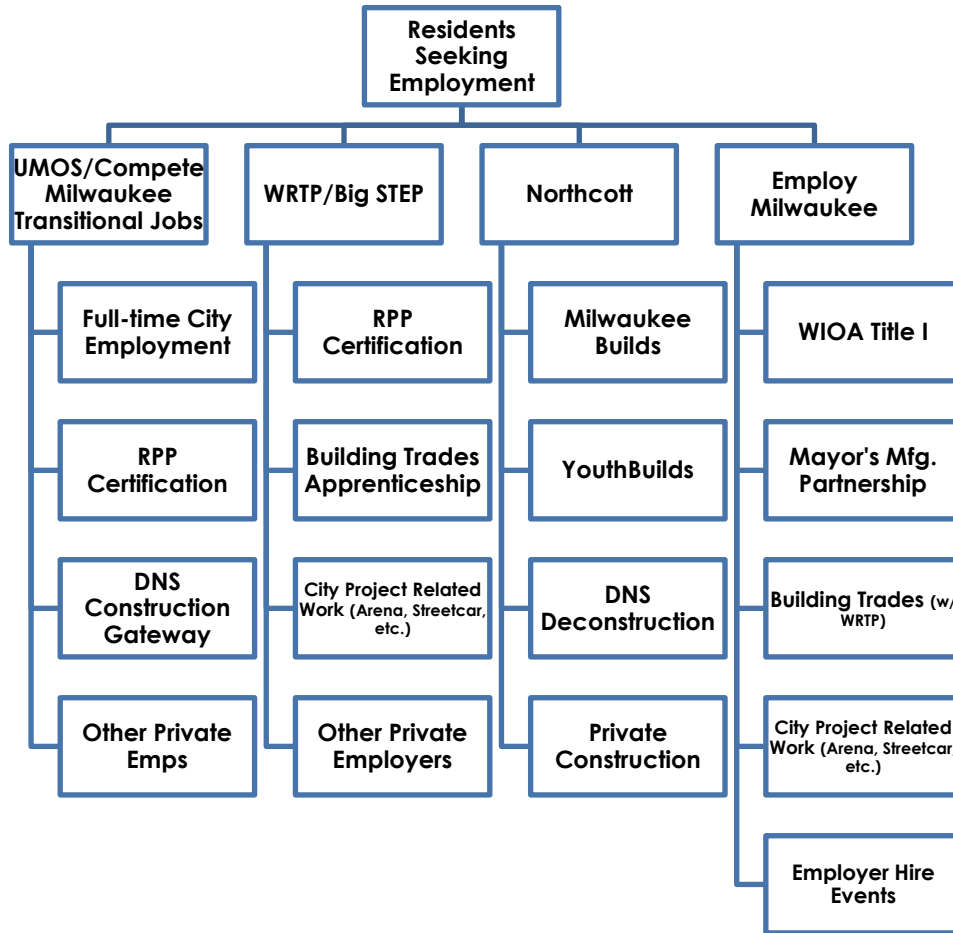 Residents
Seeking
Employment
UMOS/Compete
Milwaukee
Transitional Jobs
WRTP/Big STEP
Northcott
Employ
Milwaukee
Full-time City
Employment
RPP
Certification
DNS
Construction
Gateway
Other Private
Emps
RPP
Certification
Building Trades
Apprenticeship
City Project Related
Work (Arena, Streetcar,
etc.)
Other Private
Employers
Milwaukee
Builds
YouthBuilds
DNS
Deconstruction
Private
Construction
WIOA Title I
Mayor's Mfg.
Partnership
Building Trades (w/
WRTP)
City Project Related
Work (Arena, Streetcar,
etc.)
Employer Hire
Events